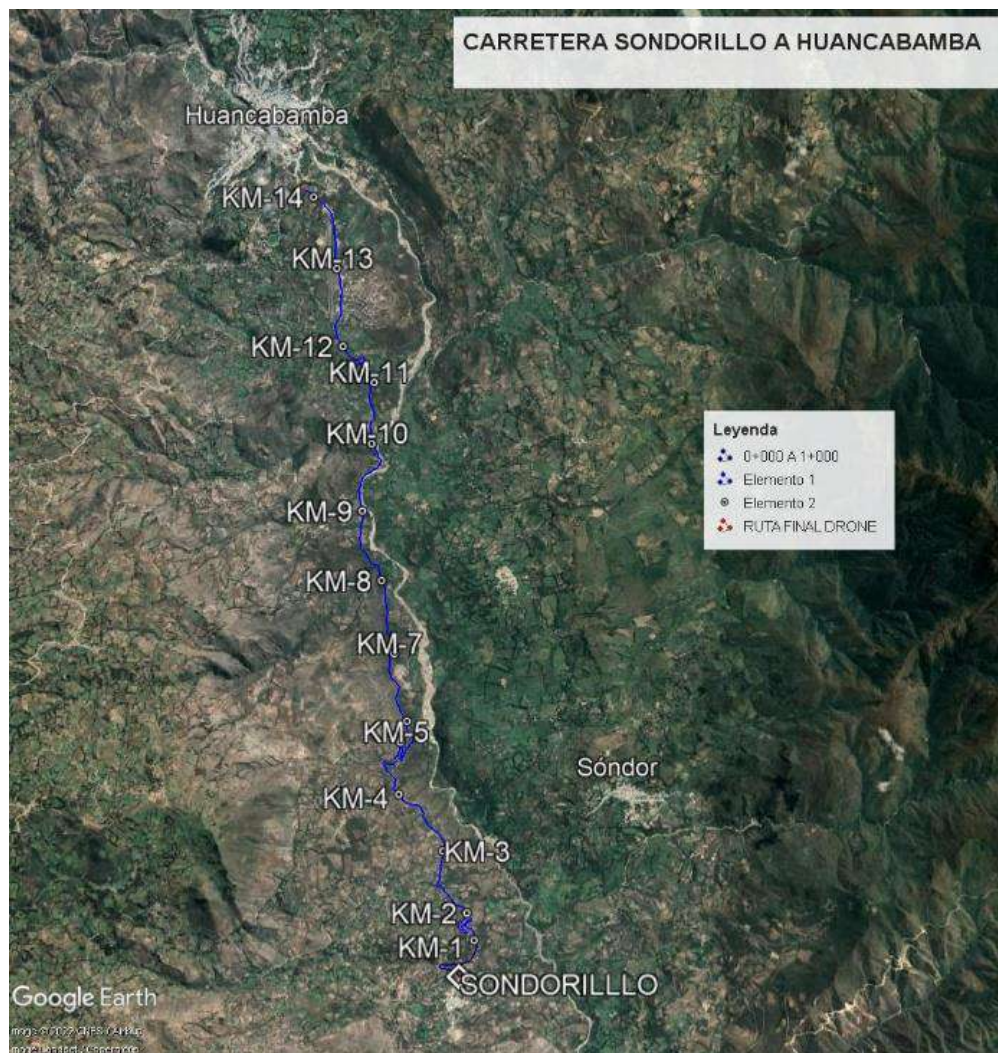 CARRETERA SONDORILLO A HUANCABAMBA
Huancabamba
KM-14
KM-13
KM-12
KM-11
KM-10
Leyenda
0+000 A 1+000
Elemento 1
Elemento 2
RUTA FINAL DRONE
KM-9
KM-8
KM-7
KM-5
Sóndor
KM-4
KM-3
KM-2
KM-1
SONDORILLLO
Google Earth